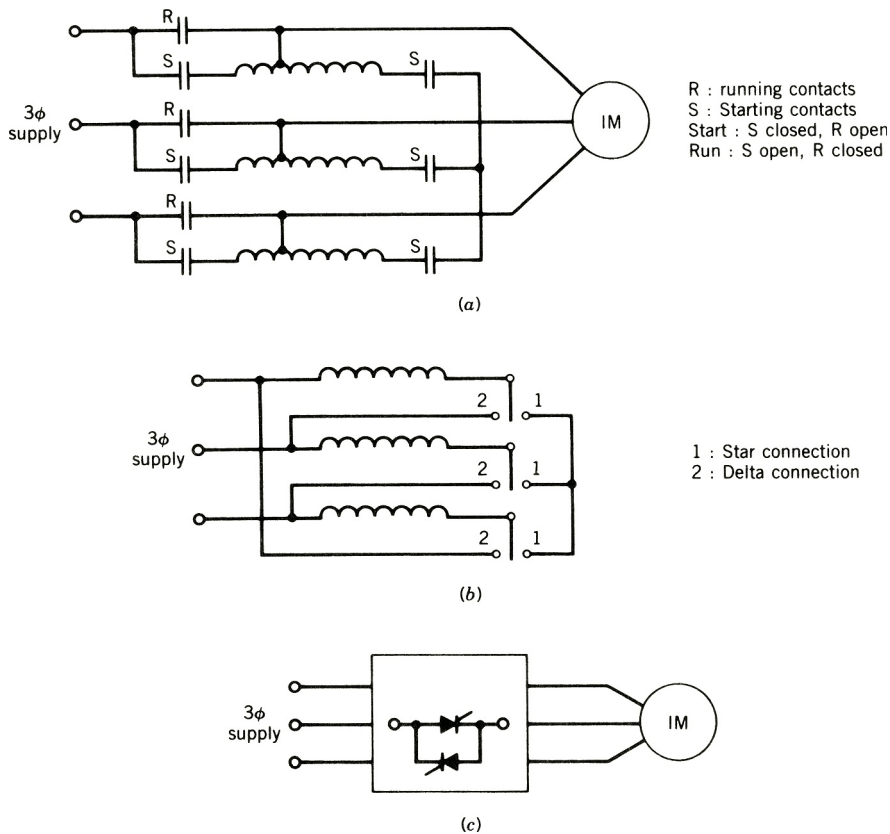 R
S
S
3φ
supply
R
S
S
R
S
S
IM
R : running contacts
S : Starting contacts
Start : S closed, R open
Run : S open, R closed
(a)
3φ
supply
2 1
2 1
2 1
1 : Star connection
2 : Delta connection
(b)
3φ
supply
IM
(c)